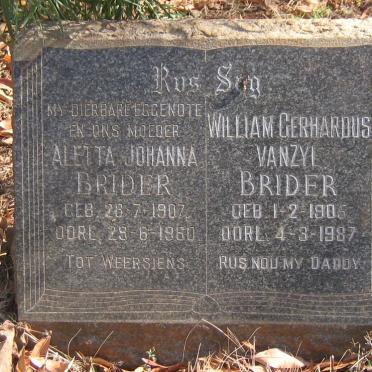 Rus Sag
MY DIERBARE EGGENOTE
EN ONS MOEDER
ALETTA JOHANNA
BRIDER
GEB. 28-7-1907
OORL. 29-6-1960
TOT WEERSIENS
WILLIAM GERHARDUS
VANZYL
BRIDER
GEB 1-2-1905
OORL. 4-3-1987
RUS NOU MY DADDY